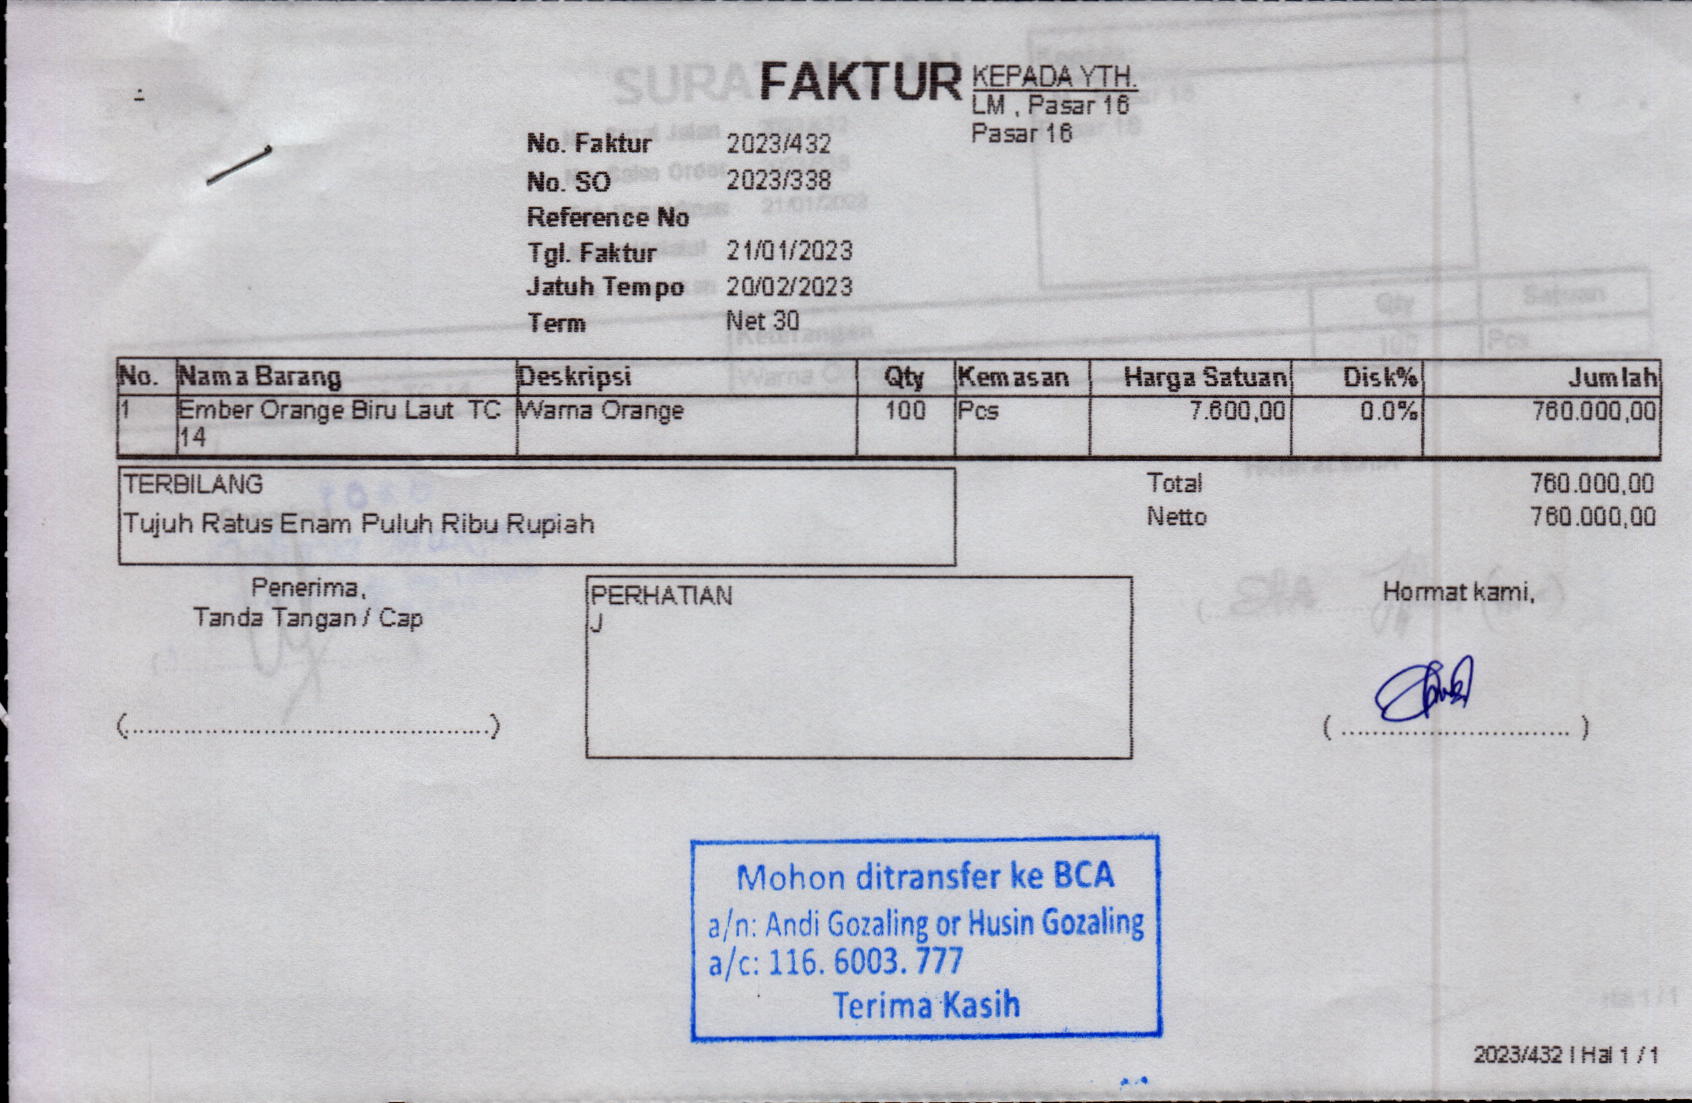 FAKTUR
KEPADA YTH.
LM , Pasar 16
Pasar 16
No. Faktur 2023/432
No. SO 2023/338
Reference No
Tgl. Faktur 21/01/2023
Jatuh Tempo 20/02/2023
Term Net 30
No. Nama Barang Deskripsi Qty Kemasan Harga Satuan Disk% Jumlah
1 Ember Orange Biru Laut TC 14 Warna Orange 100 Pcs 7.600,00 0.0% 760.000,00
TERBILANG
Tujuh Ratus Enam Puluh Ribu Rupiah
Total 760.000,00
Netto 760.000,00
Penerima,
Tanda Tangan / Cap
(................................................)
PERHATIAN
J
Hormat kami,
(..............................)
Mohon ditransfer ke BCA
a/n: Andi Gozaling or Husin Gozaling
a/c: 116. 6003. 777
Terima Kasih
2023/432 | Hal 1 / 1